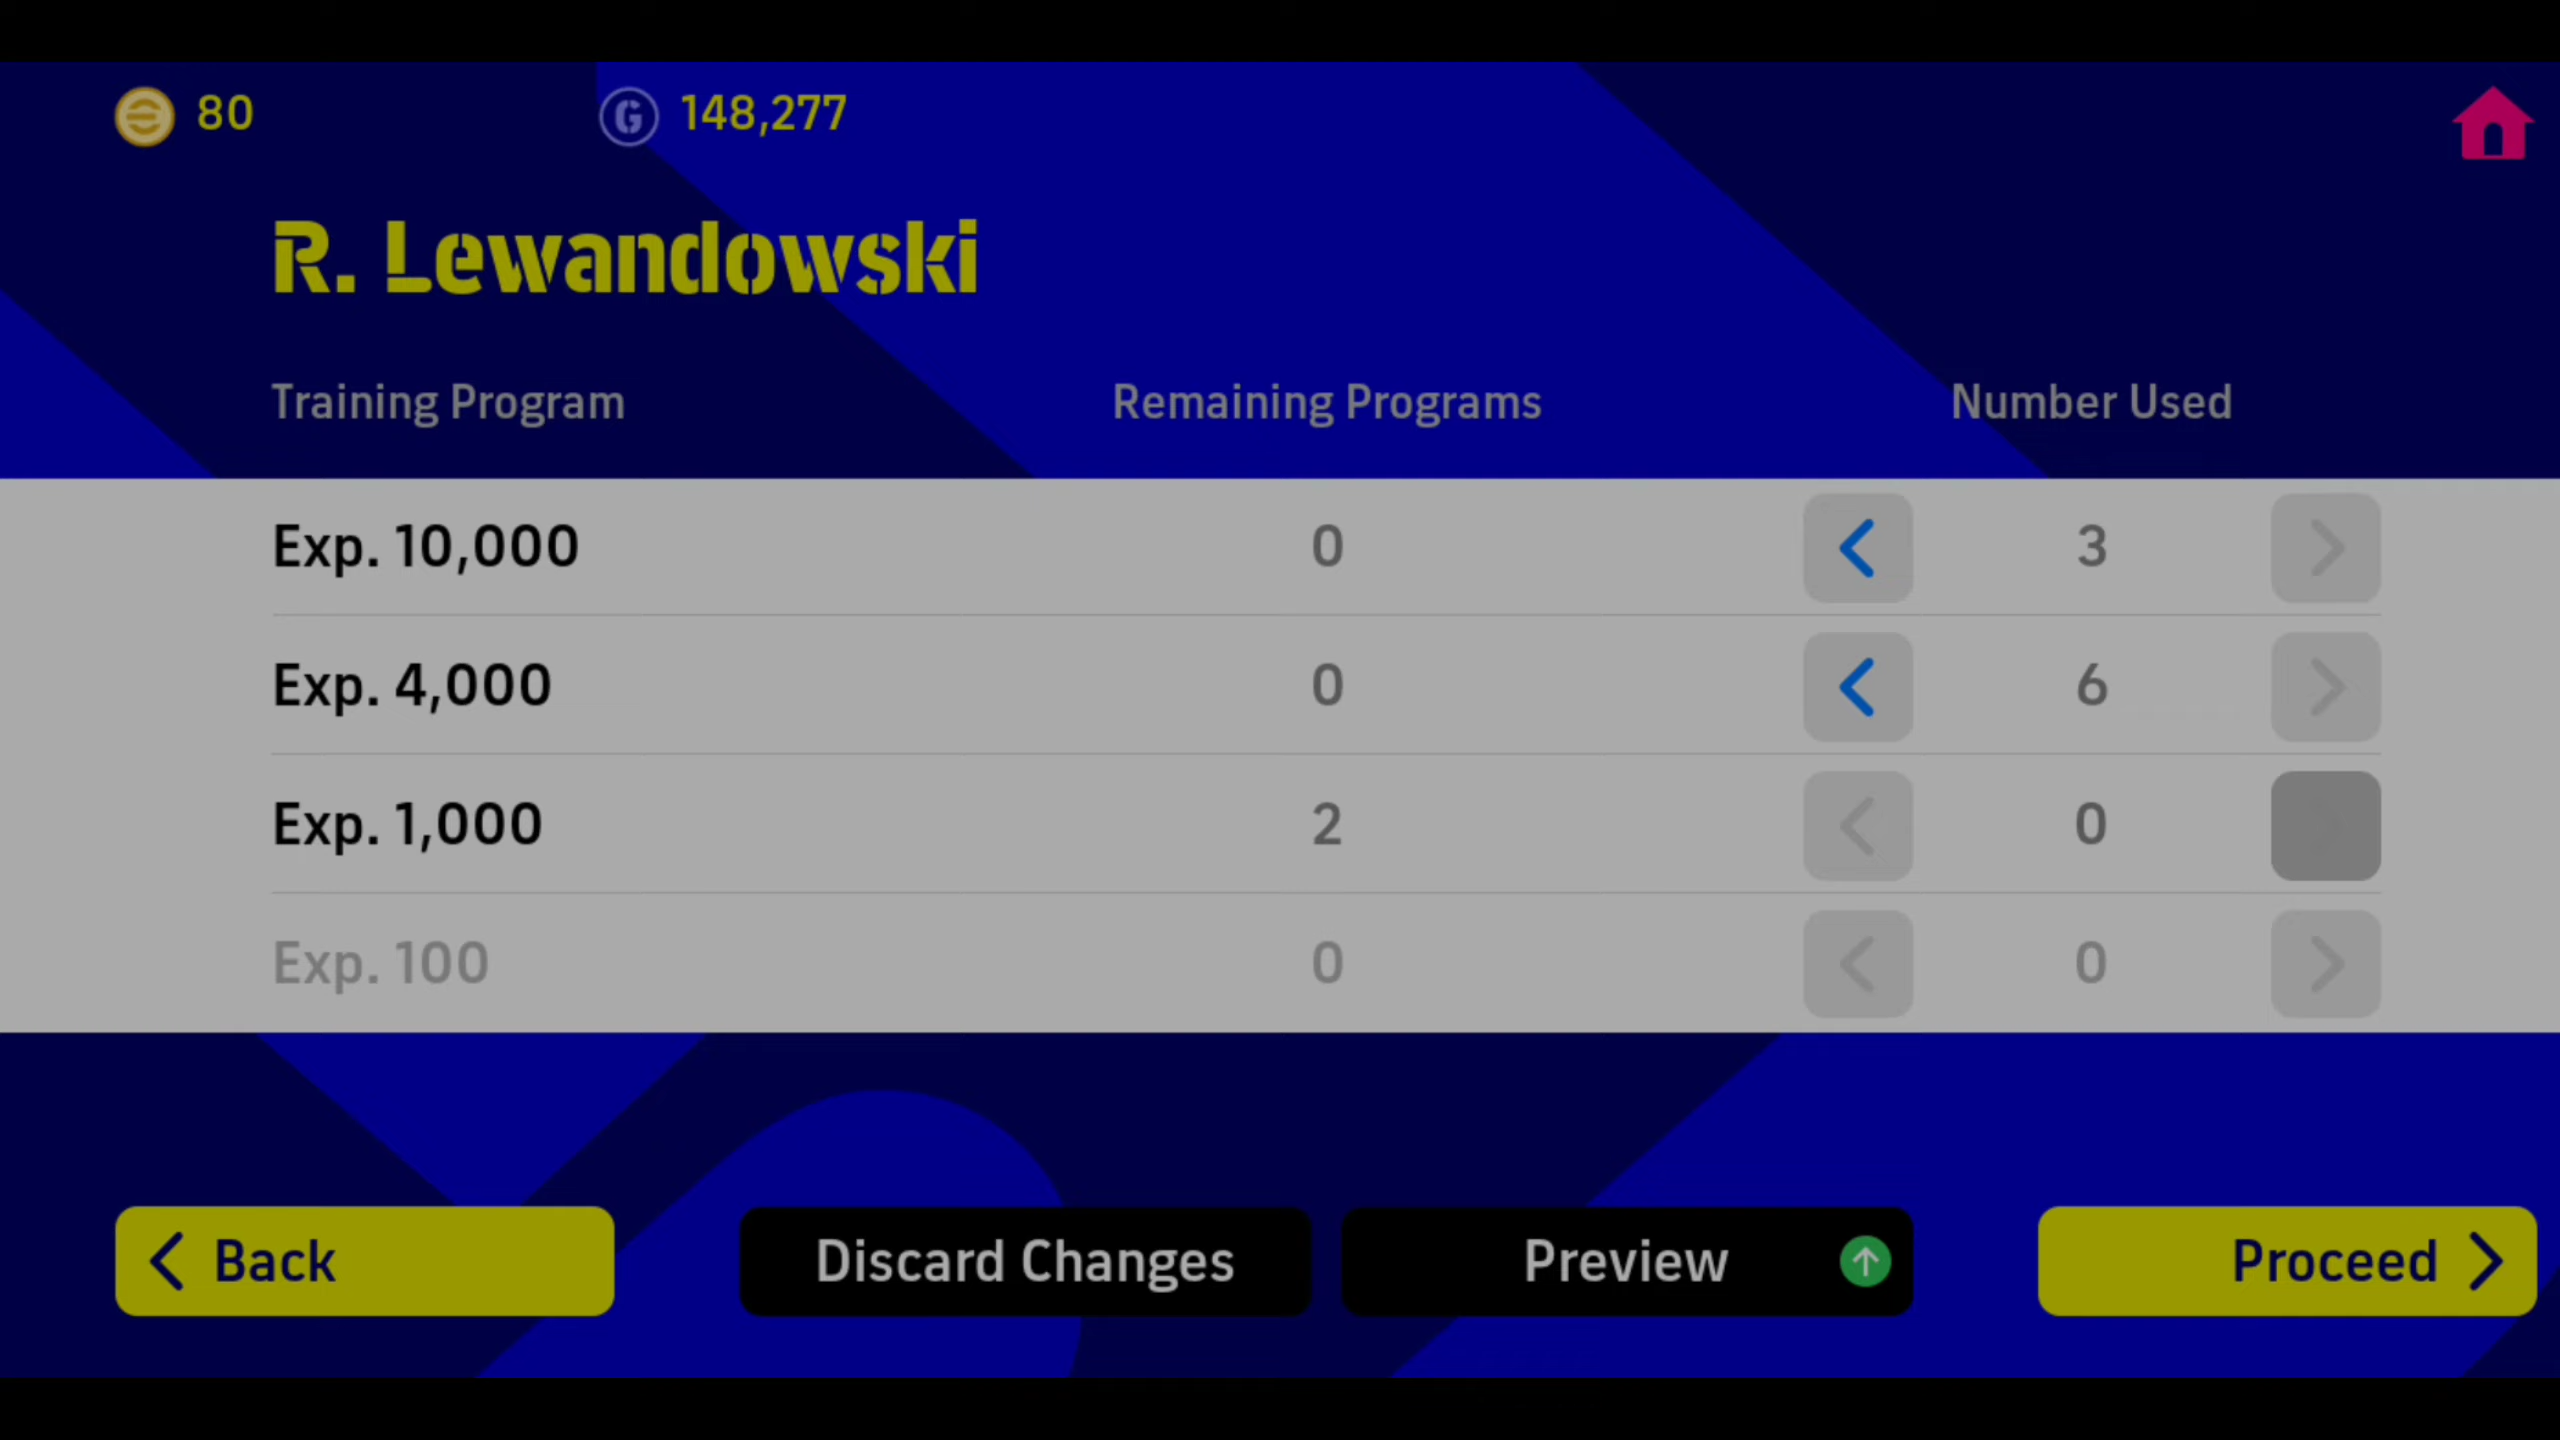 80 148,277
R. Lewandowski
Training Program Remaining Programs Number Used
Exp. 10,000 0 3
Exp. 4,000 0 6
Exp. 1,000 2 0
Exp. 100 0 0
Back Discard Changes Preview Proceed